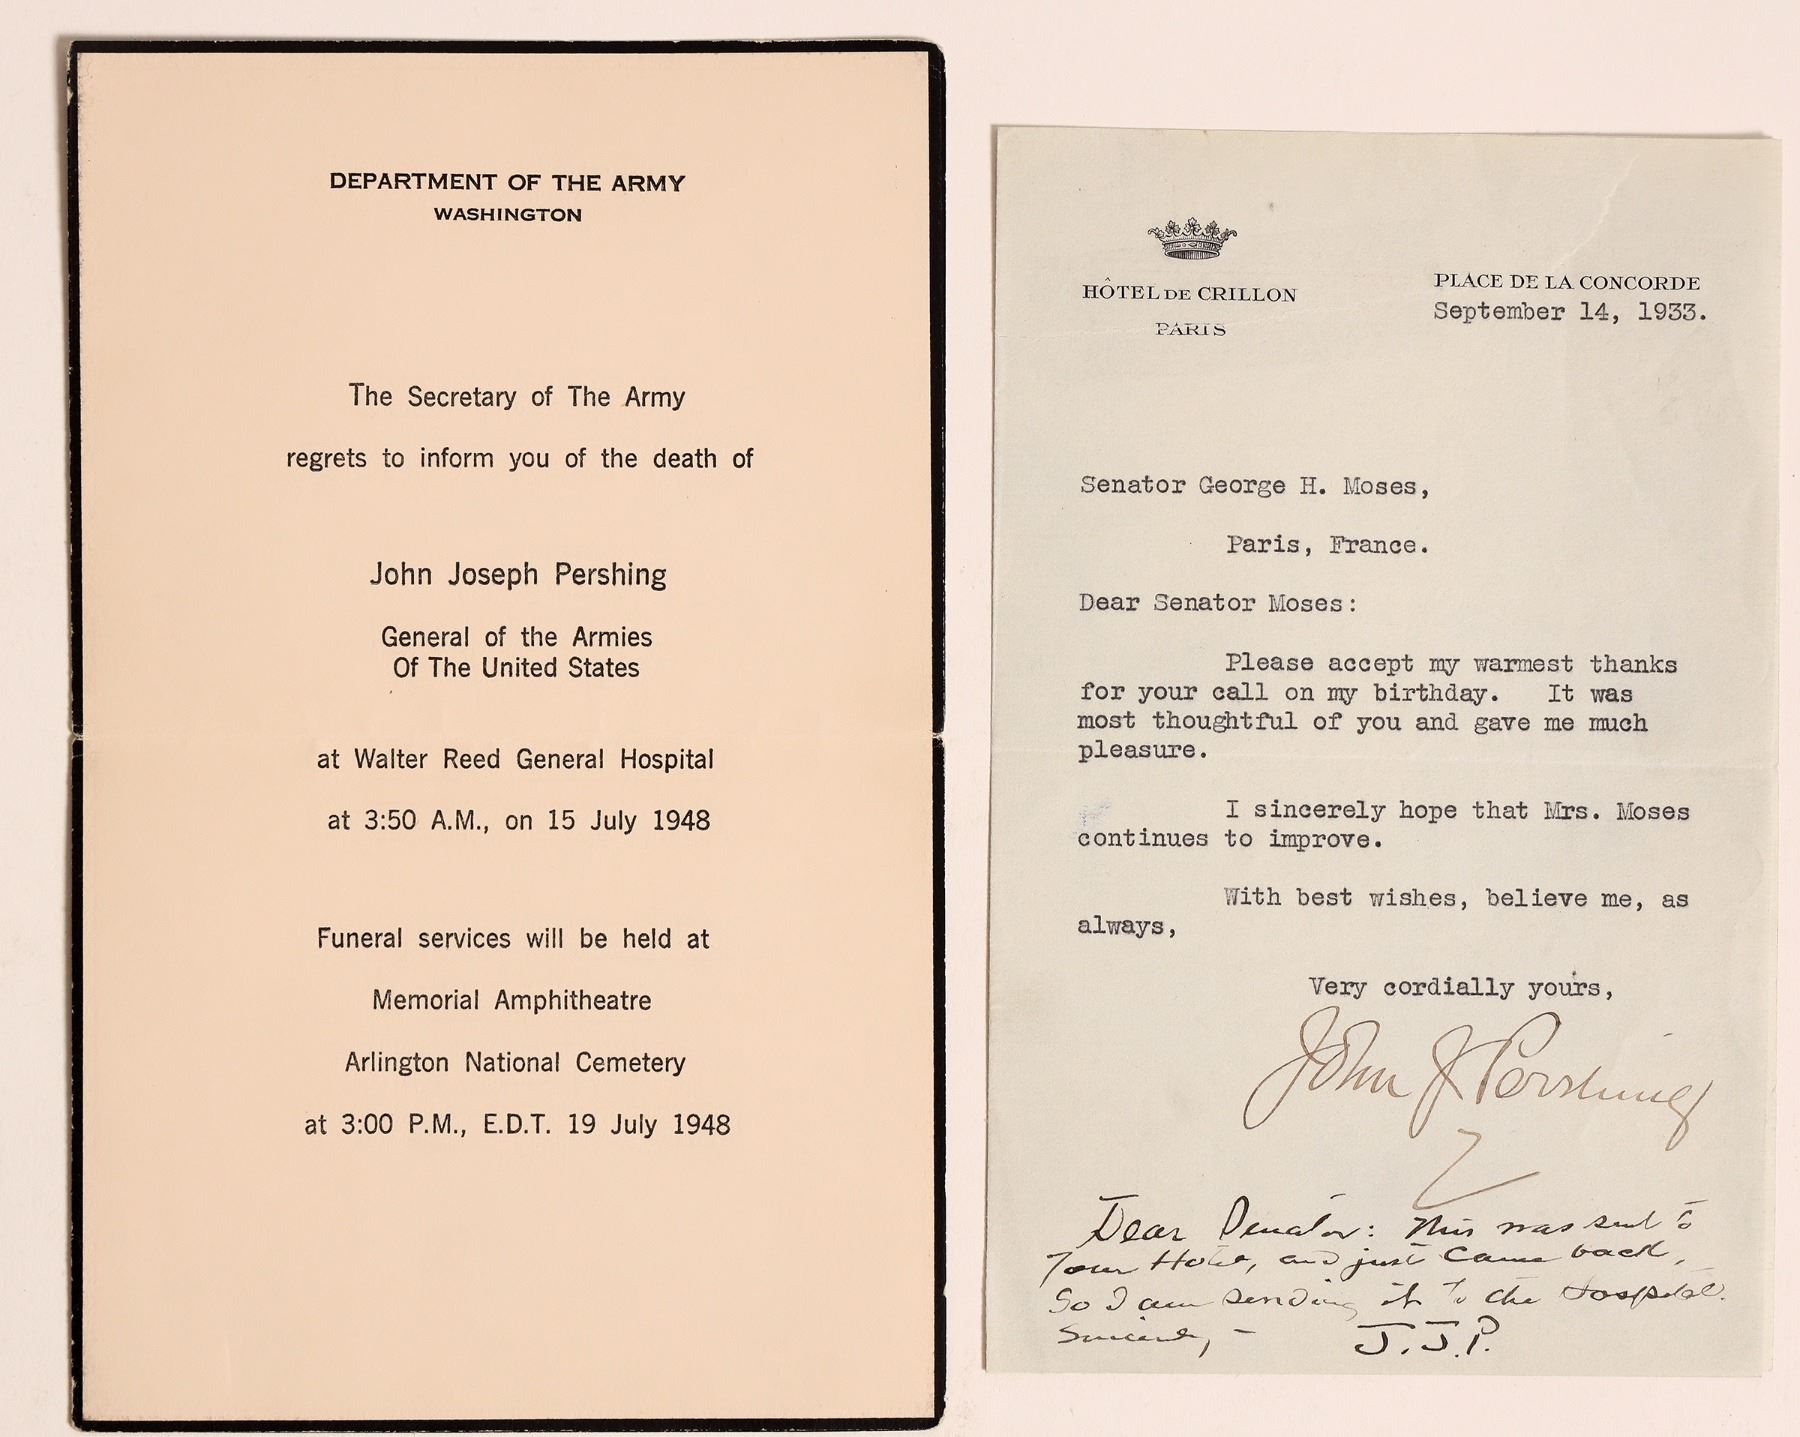 DEPARTMENT OF THE ARMY
WASHINGTON
The Secretary of The Army
regrets to inform you of the death of
John Joseph Pershing
General of the Armies
Of The United States
at Walter Reed General Hospital
at 3:50 A.M., on 15 July 1948
Funeral services will be held at
Memorial Amphitheatre
Arlington National Cemetery
at 3:00 P.M., E.D.T. 19 July 1948
HÔTEL DE CRILLON
PARIS
PLACE DE LA CONCORDE
September 14, 1933.
Senator George H. Moses,
Paris, France.
Dear Senator Moses:
Please accept my warmest thanks
for your call on my birthday. It was
most thoughtful of you and gave me much
pleasure.
I sincerely hope that Mrs. Moses
continues to improve.
With best wishes, believe me, as
always,
Very cordially yours,
John J Pershing
Dear Senator: This was sent to
Your Hotel, and just came back,
So I am sending it to the Hospital.
Sincerely, -
J.J.P.